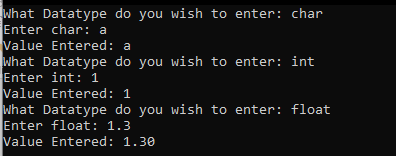 What Datatype do you wish to enter: char
Enter char: a
Value Entered: a
What Datatype do you wish to enter: int
Enter int: 1
Value Entered: 1
What Datatype do you wish to enter: float
Enter float: 1.3
Value Entered: 1.30